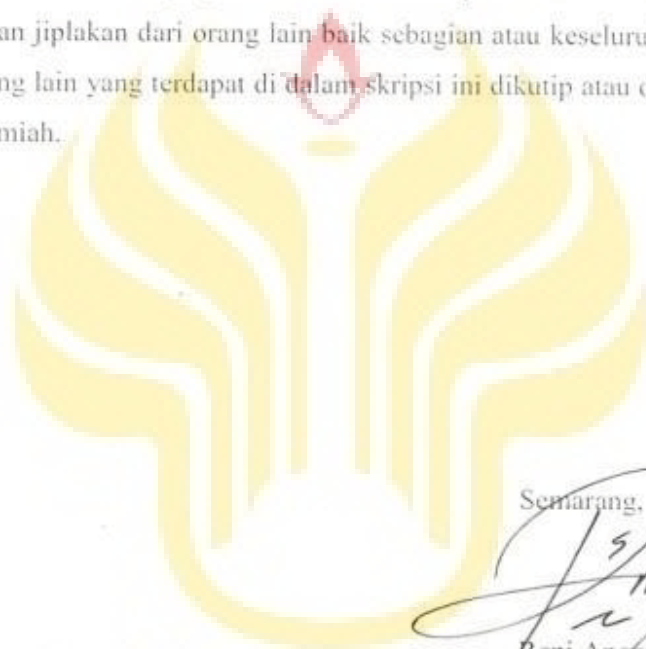 an jiplakan dari orang lain baik sebagian atau keseluru
ng lain yang terdapat di dalam skripsi ini dikutip atau
miah.
Semarang,